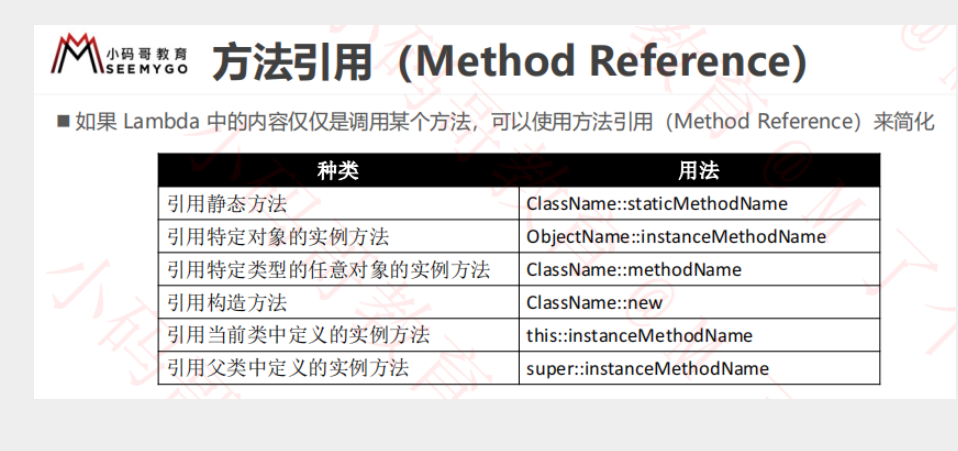 小码哥教育
SEEMYGO
方法引用（Method Reference）
■ 如果 Lambda 中的内容仅仅是调用某个方法，可以使用方法引用（Method Reference）来简化
种类 用法
引用静态方法 ClassName::staticMethodName
引用特定对象的实例方法 ObjectName::instanceMethodName
引用特定类型的任意对象的实例方法 ClassName::methodName
引用构造方法 ClassName::new
引用当前类中定义的实例方法 this::instanceMethodName
引用父类中定义的实例方法 super::instanceMethodName